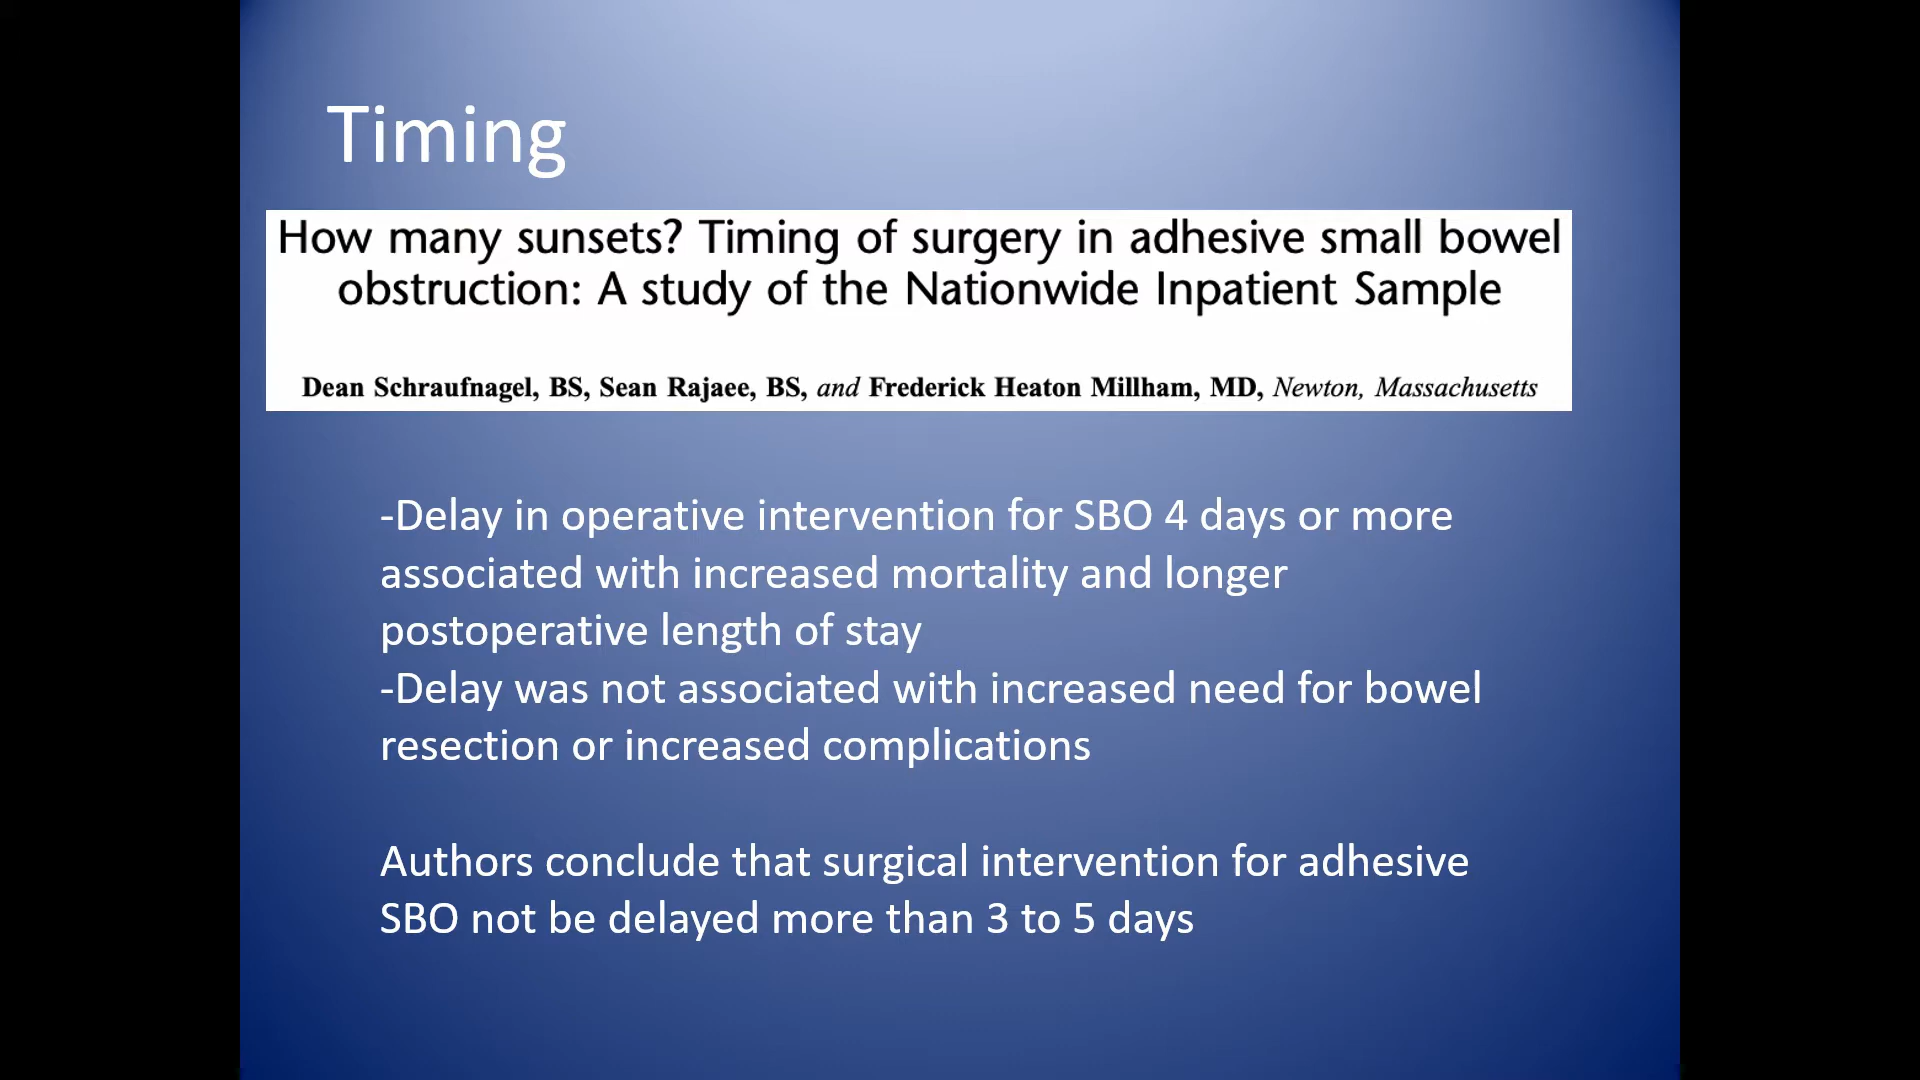 Timing
How many sunsets? Timing of surgery in adhesive small bowel
obstruction: A study of the Nationwide Inpatient Sample
Dean Schraufnagel, BS, Sean Rajaee, BS, and Frederick Heaton Millham, MD, Newton, Massachusetts
-Delay in operative intervention for SBO 4 days or more
associated with increased mortality and longer
postoperative length of stay
-Delay was not associated with increased need for bowel
resection or increased complications
Authors conclude that surgical intervention for adhesive
SBO not be delayed more than 3 to 5 days